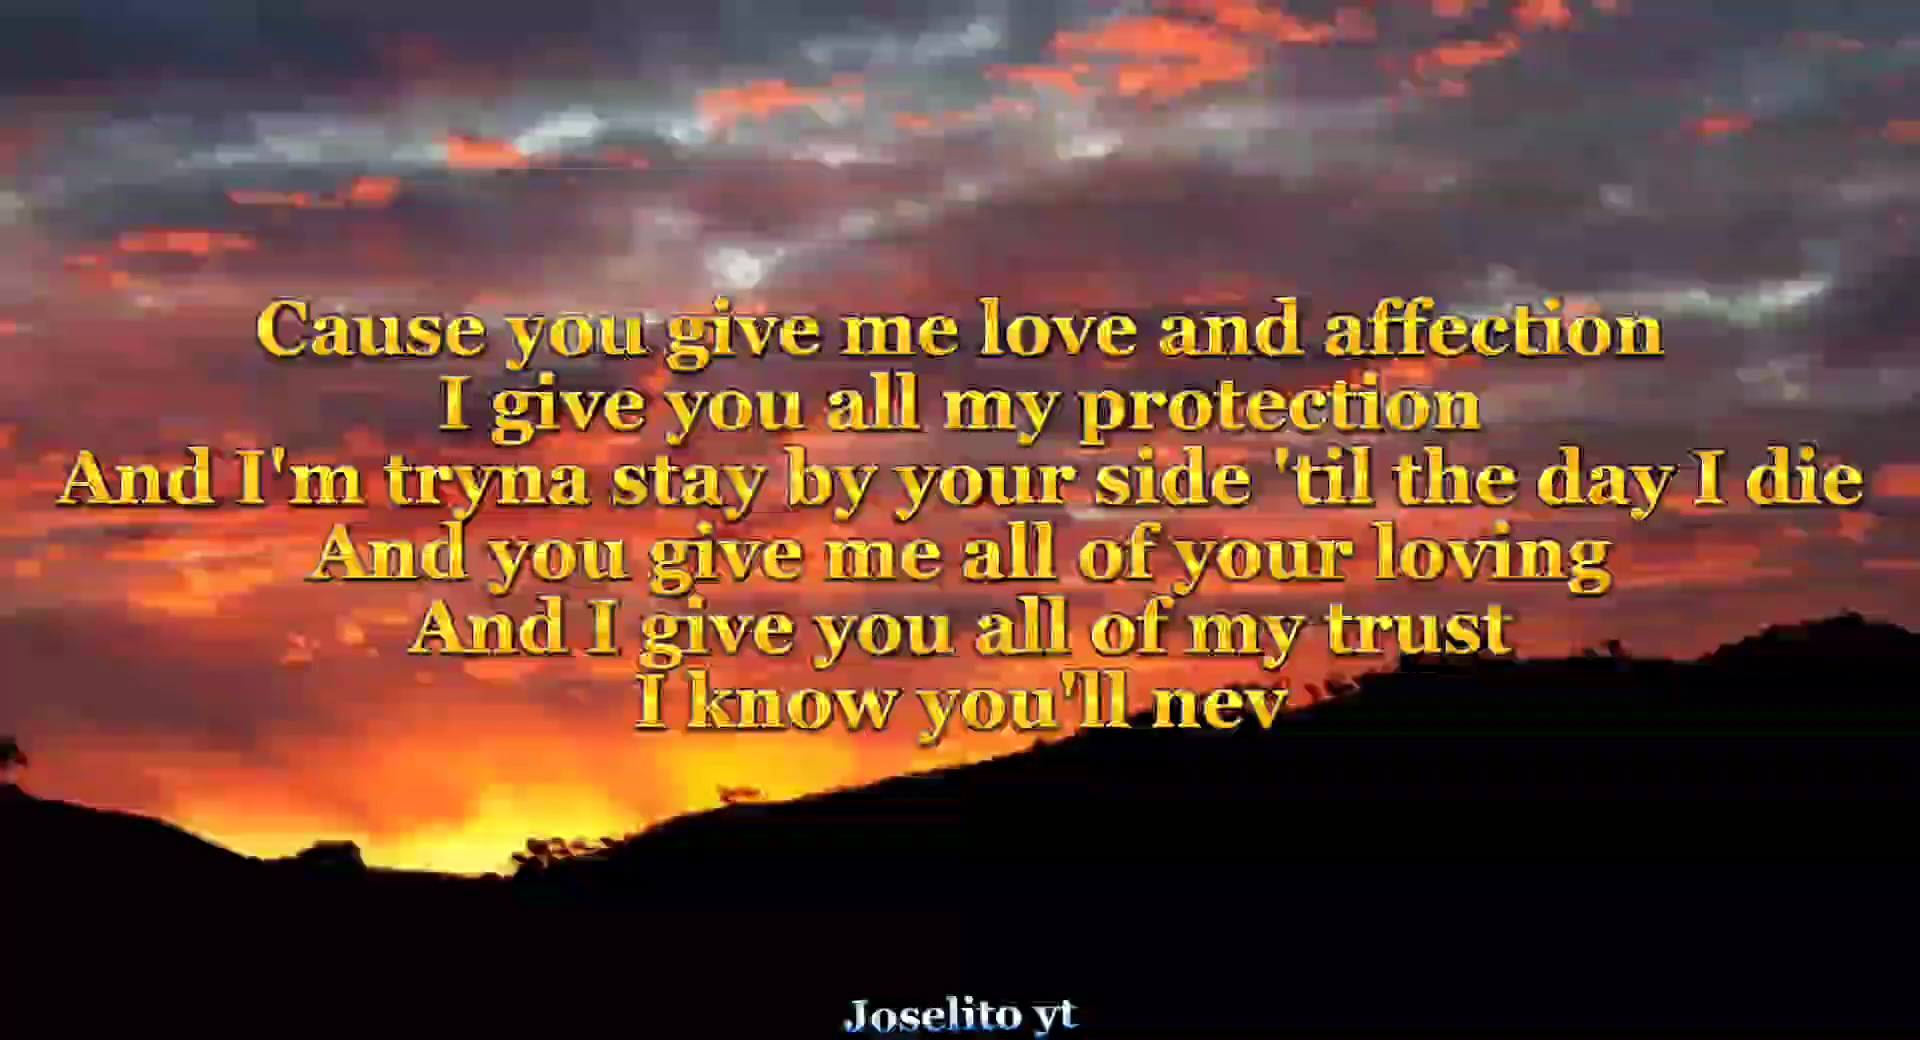 Cause you give me love and affection
I give you all my protection
And I'm tryna stay by your side 'til the day I die
And you give me all of your loving
And I give you all of my trust
I know you'll nev
Joselito yt